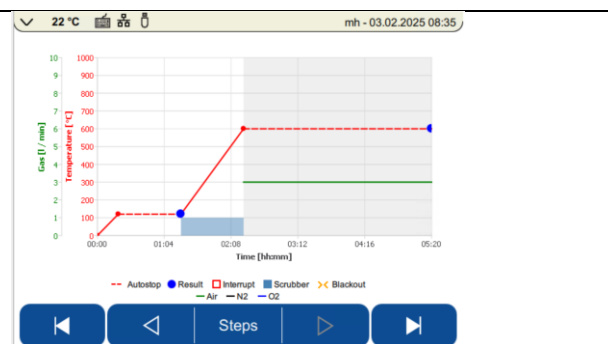 22 °C
mh - 03.02.2025 08:35
Gas [l / min]
Temperature [°C]
10 1000
9 900
8 800
7 700
6 600
5 500
4 400
3 300
2 200
1 100
0 0
00:00 01:04 02:08 03:12 04:16 05:20
Time [hh:mm]
Autostop Result Interrupt Scrubber Blackout
Air N2 O2
Steps